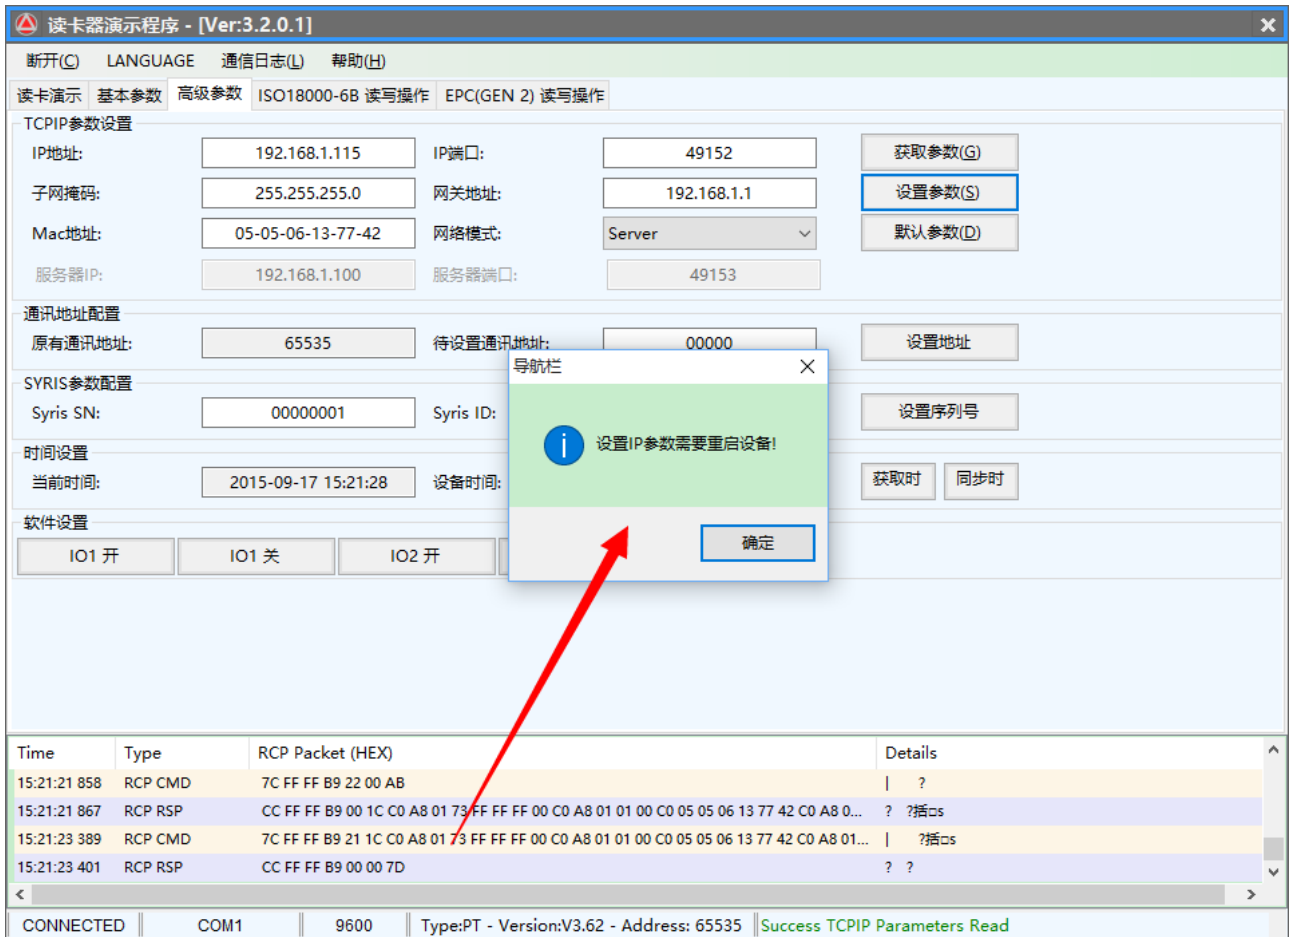 读卡器演示程序 - [Ver:3.2.0.1]
断开(C) LANGUAGE 通信日志(L) 帮助(H)
读卡演示 基本参数 高级参数 ISO18000-6B 读写操作 EPC(GEN 2) 读写操作
TCPIP参数设置
IP地址: 192.168.1.115 IP端口: 49152 获取参数(G)
子网掩码: 255.255.255.0 网关地址: 192.168.1.1 设置参数(S)
Mac地址: 05-05-06-13-77-42 网络模式: Server 默认参数(D)
服务器IP: 192.168.1.100 服务器端口: 49153
通讯地址配置
原有通讯地址: 65535 待设置通讯地址: 00000 设置地址
导航栏
SYRIS参数配置
Syris SN: 00000001 Syris ID: 设置序列号
设置IP参数需要重启设备!
时间设置
当前时间: 2015-09-17 15:21:28 设备时间: 获取时 同步时
软件设置
IO1 开 IO1 关 IO2 开 确定
Time Type RCP Packet (HEX) Details
15:21:21 858 RCP CMD 7C FF FF B9 22 00 AB | ?
15:21:21 867 RCP RSP CC FF FF B9 00 1C C0 A8 01 73 FF FF FF 00 C0 A8 01 01 00 C0 05 05 06 13 77 42 C0 A8 0... ? ?括□s
15:21:23 389 RCP CMD 7C FF FF B9 21 1C C0 A8 01 73 FF FF FF 00 C0 A8 01 01 00 C0 05 05 06 13 77 42 C0 A8 01... | ?括□s
15:21:23 401 RCP RSP CC FF FF B9 00 00 7D ? ?
CONNECTED COM1 9600 Type:PT - Version:V3.62 - Address: 65535 Success TCPIP Parameters Read